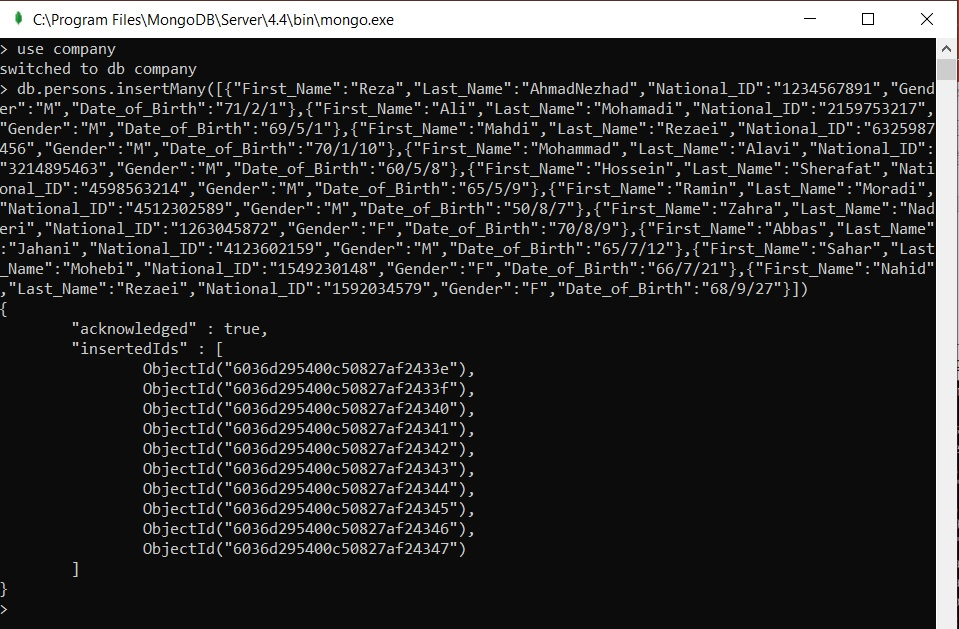 C:\Program Files\MongoDB\Server\4.4\bin\mongo.exe
> use company
switched to db company
> db.persons.insertMany([{"First_Name":"Reza","Last_Name":"AhmadNezhad","National_ID":"1234567891","Gend
er":"M","Date_of_Birth":"71/2/1"},{"First_Name":"Ali","Last_Name":"Mohamadi","National_ID":"2159753217",
"Gender":"M","Date_of_Birth":"69/5/1"},{"First_Name":"Mahdi","Last_Name":"Rezaei","National_ID":"6325987
456","Gender":"M","Date_of_Birth":"70/1/10"},{"First_Name":"Mohammad","Last_Name":"Alavi","National_ID":
"3214895463","Gender":"M","Date_of_Birth":"60/5/8"},{"First_Name":"Hossein","Last_Name":"Sherafat","Nati
onal_ID":"4598563214","Gender":"M","Date_of_Birth":"65/5/9"},{"First_Name":"Ramin","Last_Name":"Moradi",
"National_ID":"4512302589","Gender":"M","Date_of_Birth":"50/8/7"},{"First_Name":"Zahra","Last_Name":"Nad
eri","National_ID":"1263045872","Gender":"F","Date_of_Birth":"70/8/9"},{"First_Name":"Abbas","Last_Name"
:"Jahani","National_ID":"4123602159","Gender":"M","Date_of_Birth":"65/7/12"},{"First_Name":"Sahar","Last
_Name":"Mohebi","National_ID":"1549230148","Gender":"F","Date_of_Birth":"66/7/21"},{"First_Name":"Nahid"
,"Last_Name":"Rezaei","National_ID":"1592034579","Gender":"F","Date_of_Birth":"68/9/27"}])
{
"acknowledged" : true,
"insertedIds" : [
ObjectId("6036d295400c50827af2433e"),
ObjectId("6036d295400c50827af2433f"),
ObjectId("6036d295400c50827af24340"),
ObjectId("6036d295400c50827af24341"),
ObjectId("6036d295400c50827af24342"),
ObjectId("6036d295400c50827af24343"),
ObjectId("6036d295400c50827af24344"),
ObjectId("6036d295400c50827af24345"),
ObjectId("6036d295400c50827af24346"),
ObjectId("6036d295400c50827af24347")
]
}
>